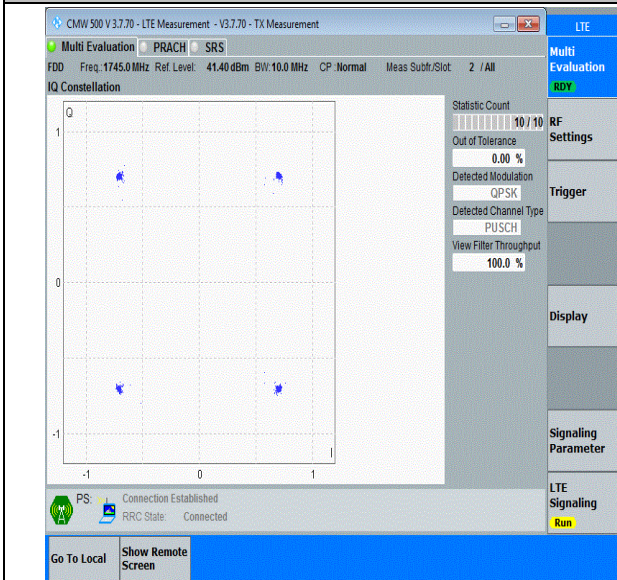 CMW 500 V 3.7.70 - LTE Measurement - V3.7.70 - TX Measurement
LTE
Multi Evaluation PRACH SRS
Multi
Evaluation
RDY
FDD Freq.:1745.0 MHz Ref. Level: 41.40 dBm BW:10.0 MHz CP :Normal Meas Subfr./Slot: 2 / All
IQ Constellation
Q
1
0
-1
-1 0 1
I
Statistic Count
10 / 10
Out of Tolerance
0.00 %
Detected Modulation
QPSK
Detected Channel Type
PUSCH
View Filter Throughput
100.0 %
RF
Settings
Trigger
Display
Signaling
Parameter
LTE
Signaling
Run
PS: Connection Established
RRC State: Connected
Go To Local
Show Remote
Screen